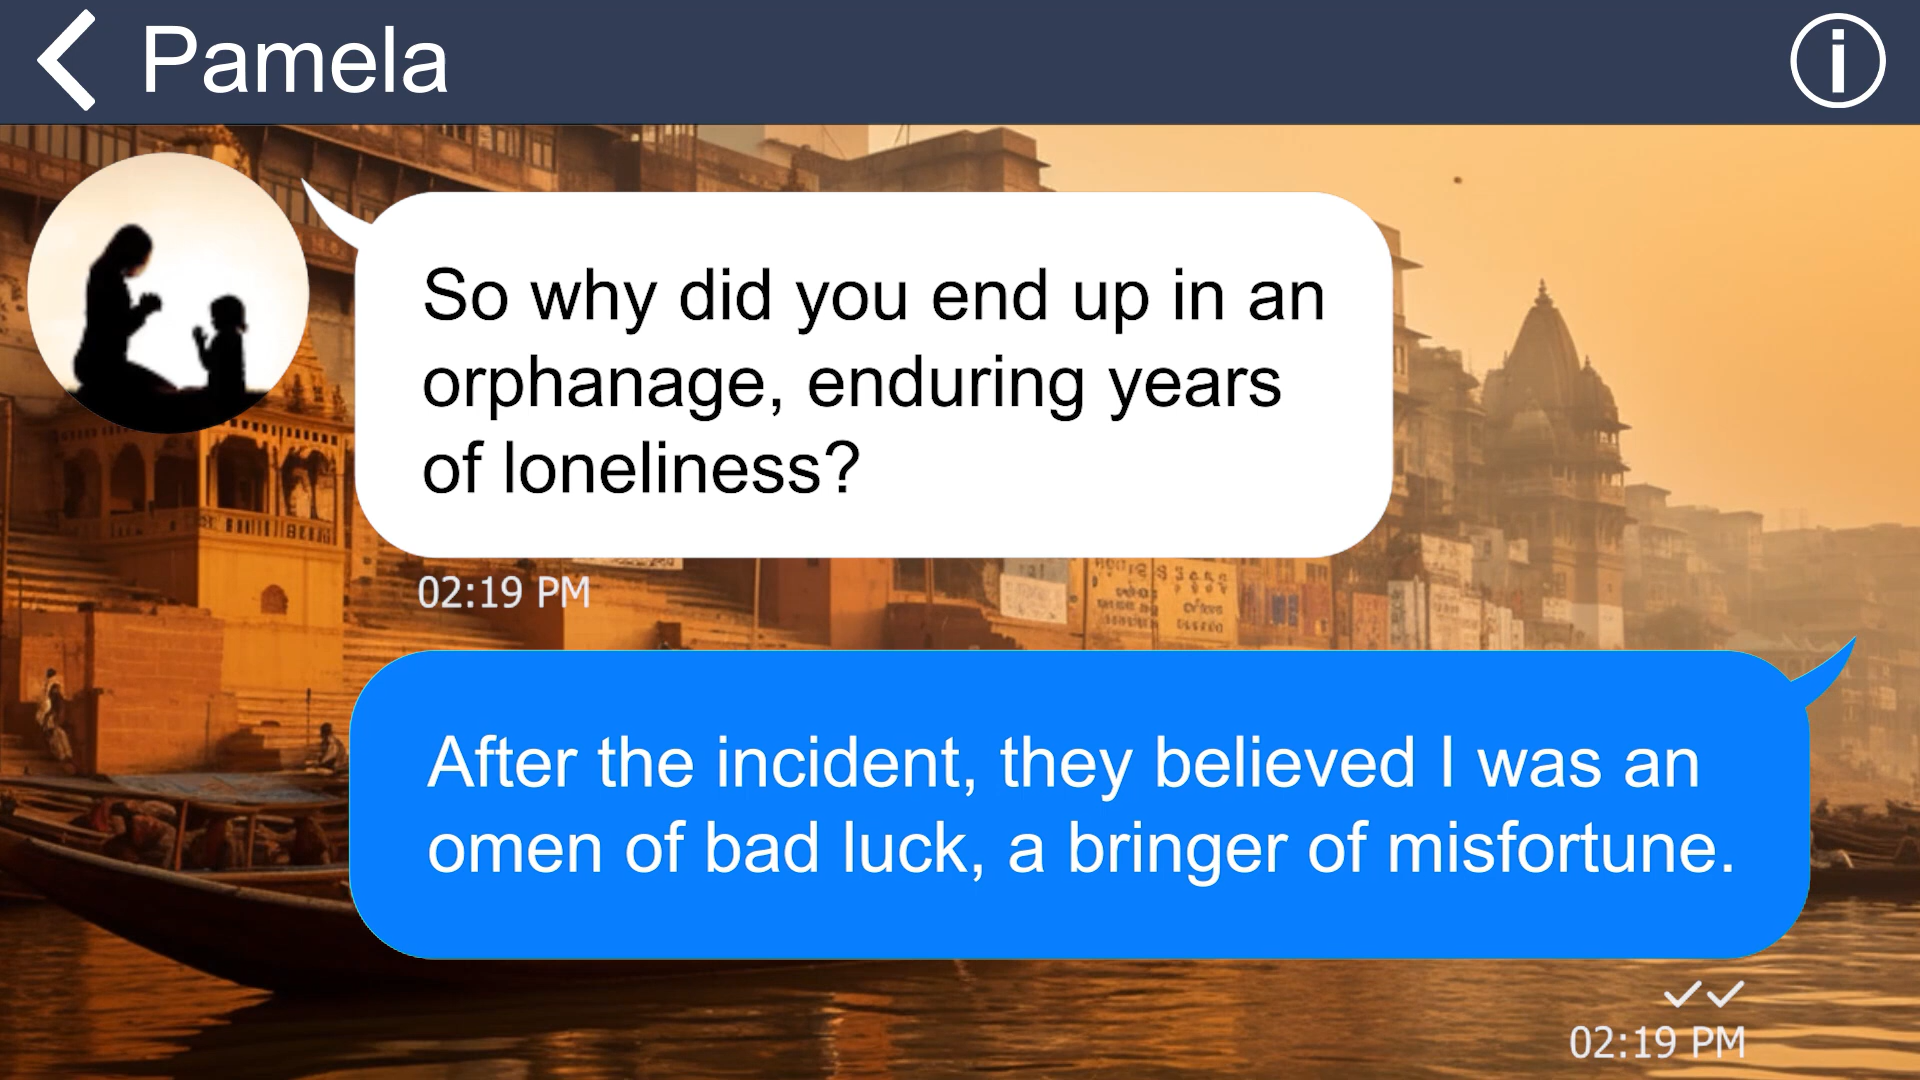 Pamela
So why did you end up in an
orphanage, enduring years
of loneliness?
02:19 PM
After the incident, they believed I was an
omen of bad luck, a bringer of misfortune.
02:19 PM